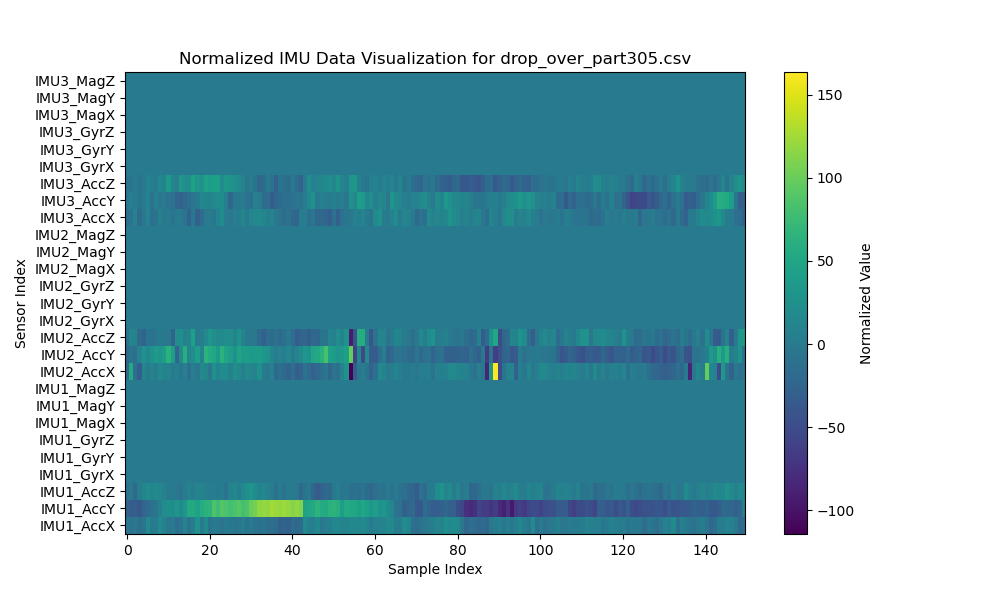 Normalized IMU Data Visualization for drop_over_part305.csv
IMU3_MagZ
IMU3_MagY
IMU3_MagX
IMU3_GyrZ
IMU3_GyrY
IMU3_GyrX
IMU3_AccZ
IMU3_AccY
IMU3_AccX
IMU2_MagZ
IMU2_MagY
IMU2_MagX
IMU2_GyrZ
IMU2_GyrY
IMU2_GyrX
IMU2_AccZ
IMU2_AccY
IMU2_AccX
IMU1_MagZ
IMU1_MagY
IMU1_MagX
IMU1_GyrZ
IMU1_GyrY
IMU1_GyrX
IMU1_AccZ
IMU1_AccY
IMU1_AccX
Sensor Index
0 20 40 60 80 100 120 140
Sample Index
150
100
50
0
−50
−100
Normalized Value